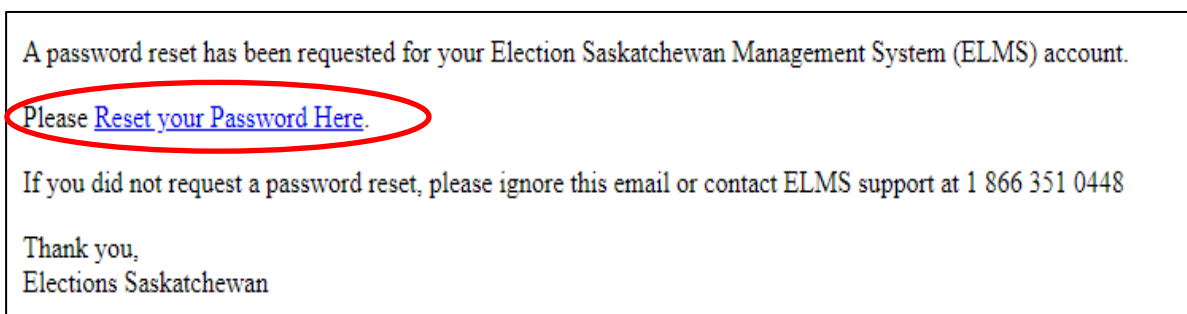 A password reset has been requested for your Election Saskatchewan Management System (ELMS) account.
Please Reset your Password Here.
If you did not request a password reset, please ignore this email or contact ELMS support at 1 866 351 0448
Thank you,
Elections Saskatchewan